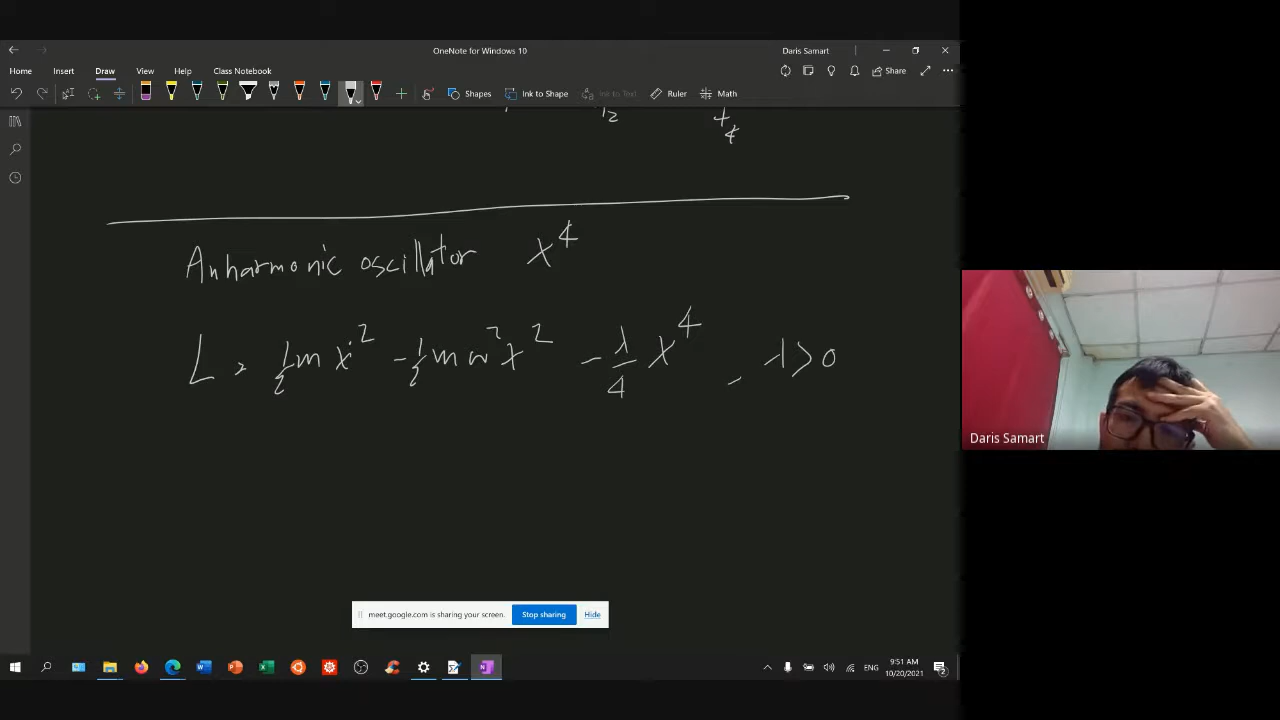 OneNote for Windows 10
Daris Samart
Home Insert Draw View Help Class Notebook
Share
Shapes Ink to Shape Ink to Text Ruler Math
Anharmonic oscillator x⁴
L = ½mẋ² - ½mω²x² - λ/4 x⁴ , λ>0
Daris Samart
meet.google.com is sharing your screen. Stop sharing Hide
ENG
9:51 AM
10/20/2021
2